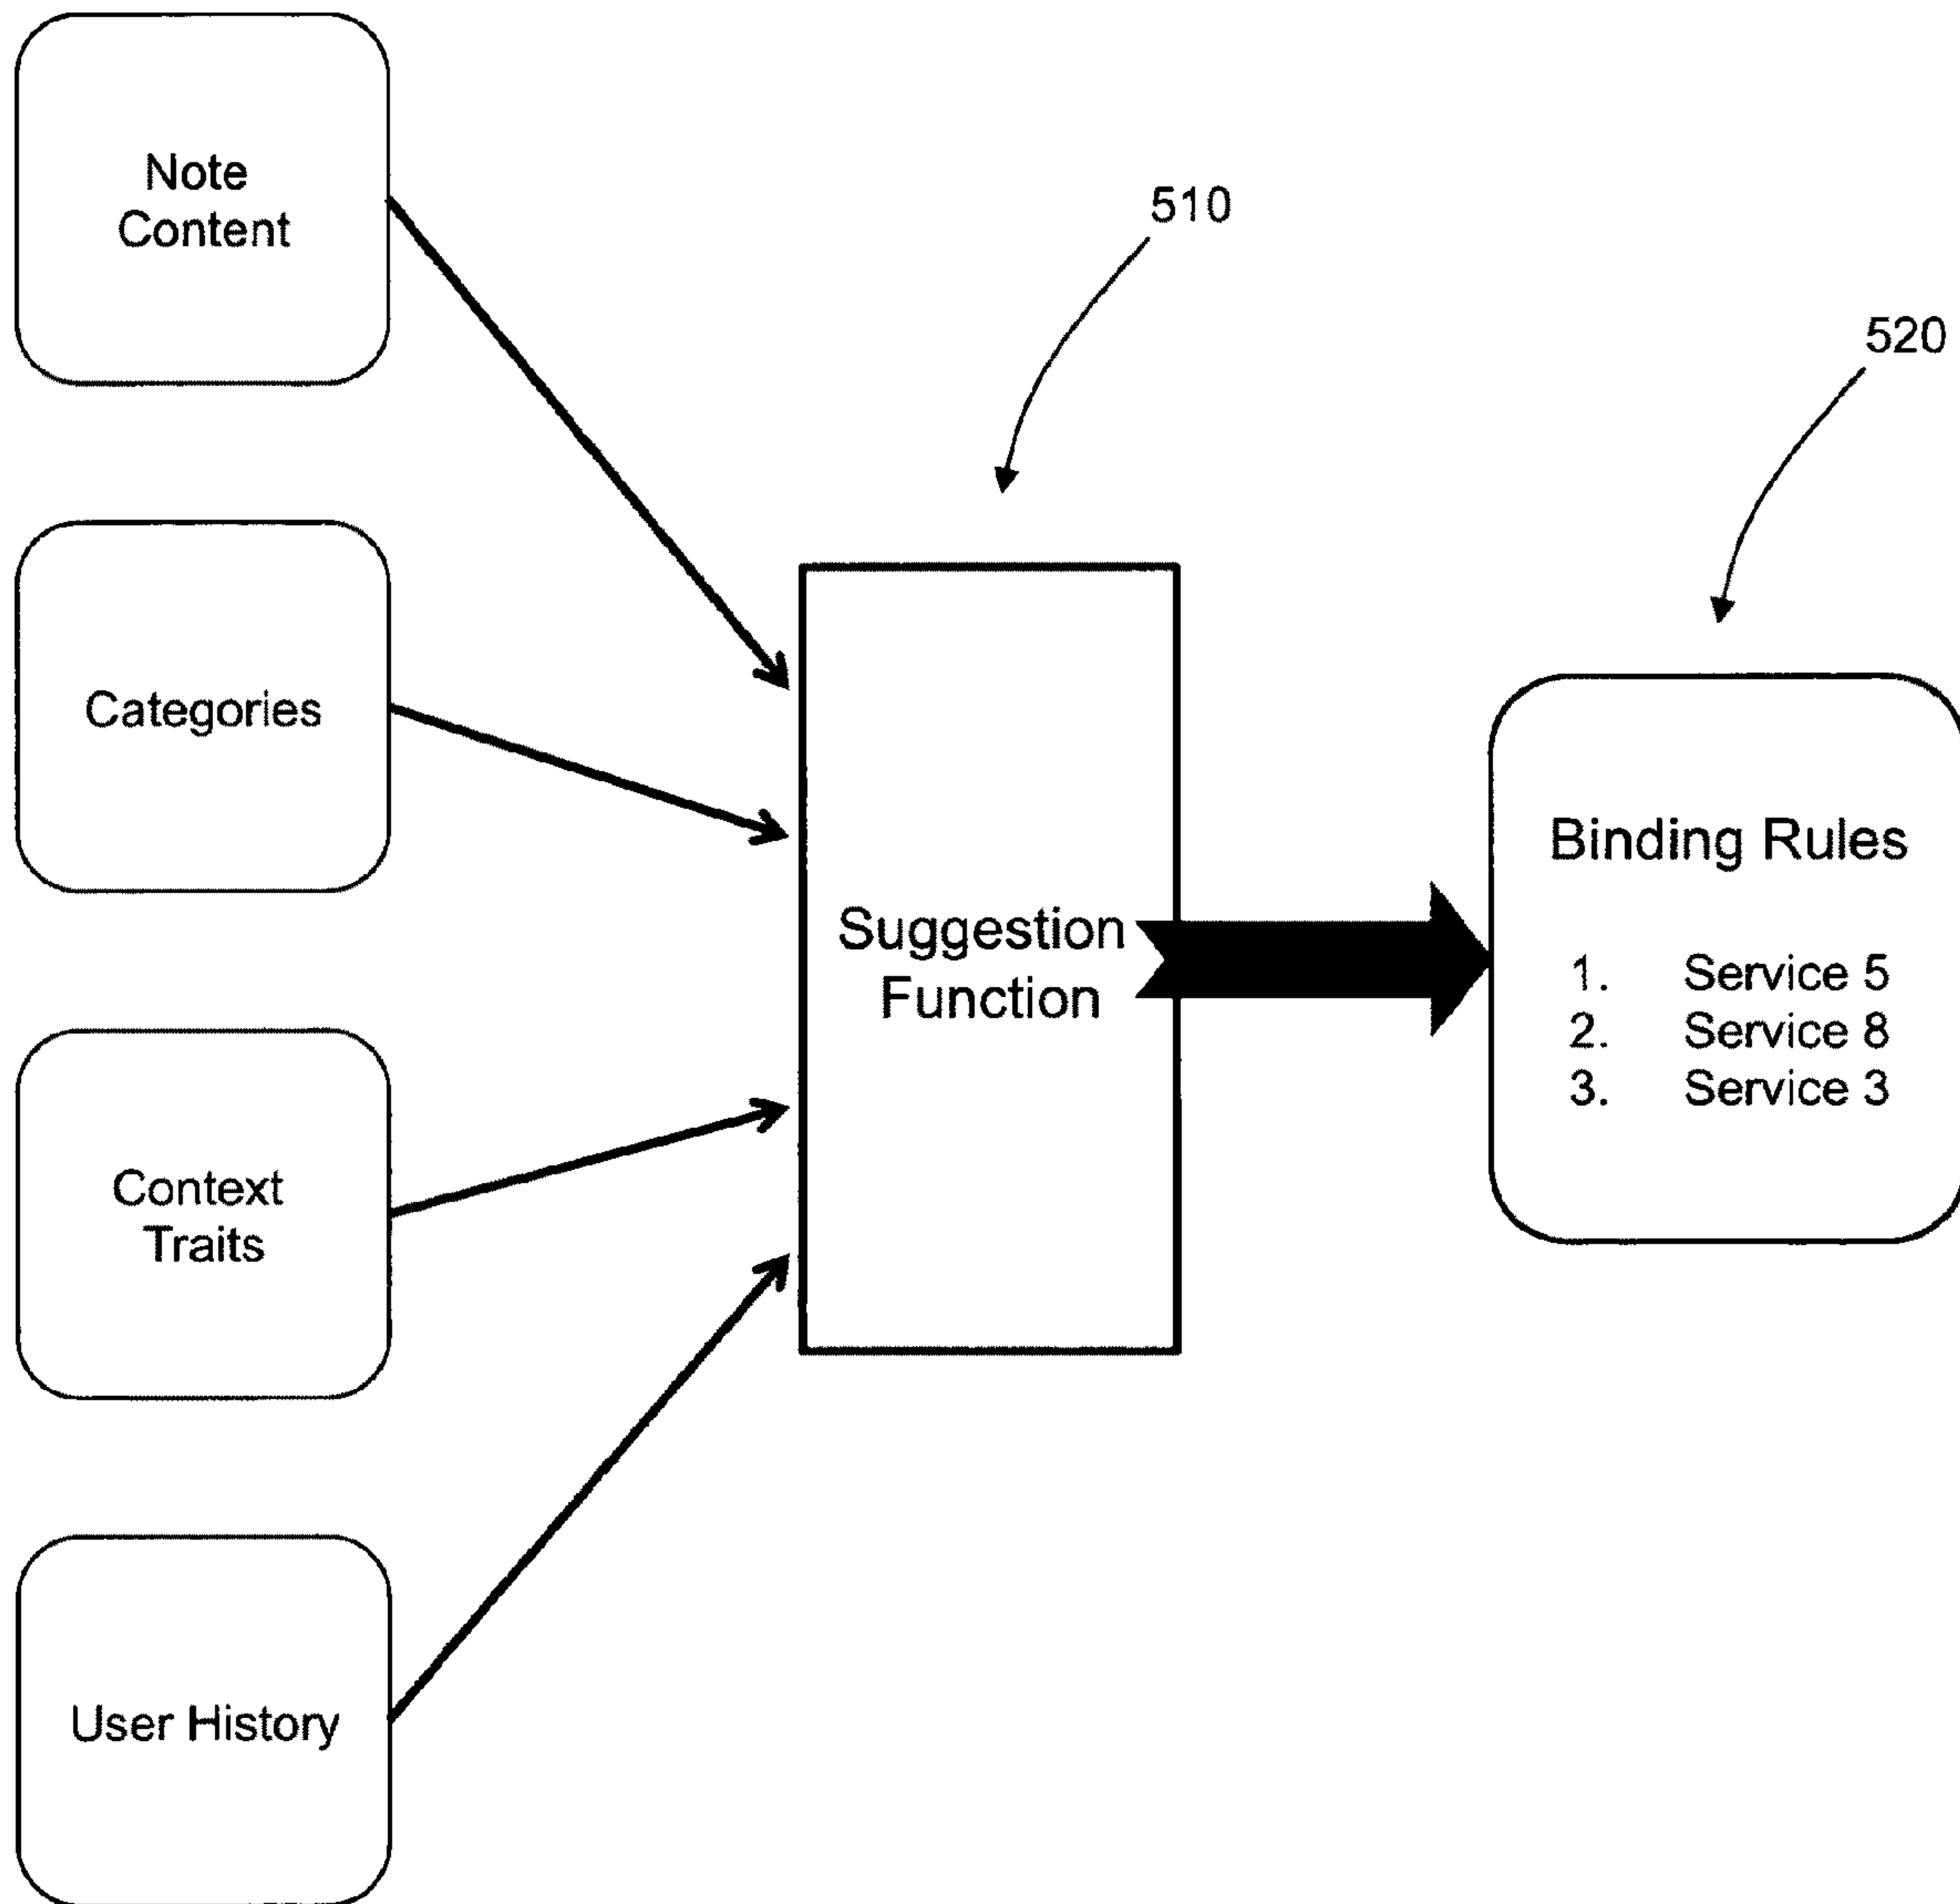 Note
Content
510
520
Categories
Binding Rules
Suggestion
Function
1. Service 5
2. Service 8
3. Service 3
Context
Traits
User History